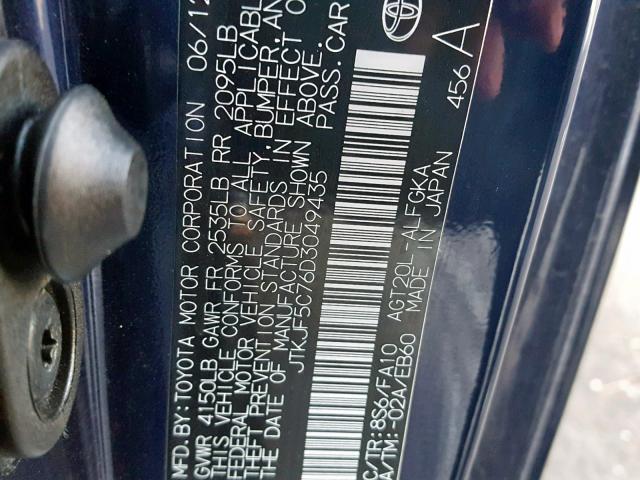 MFD. BY: TOYOTA MOTOR CORPORATION 06/12
GVWR 4150LB GAWR FR 2535LB RR 2095LB
THIS VEHICLE CONFORMS TO ALL APPLICABL
FEDERAL MOTOR VEHICLE SAFETY, BUMPER, AN
THEFT PREVENTION STANDARDS IN EFFECT O
THE DATE OF MANUFACTURE SHOWN ABOVE.
JTKJF5C76D3049435 PASS. CAR
C/TR: 8S6/FA10 AGT20L-ALFGKA
A/TM: -02A/EB60 MADE IN JAPAN
456 A